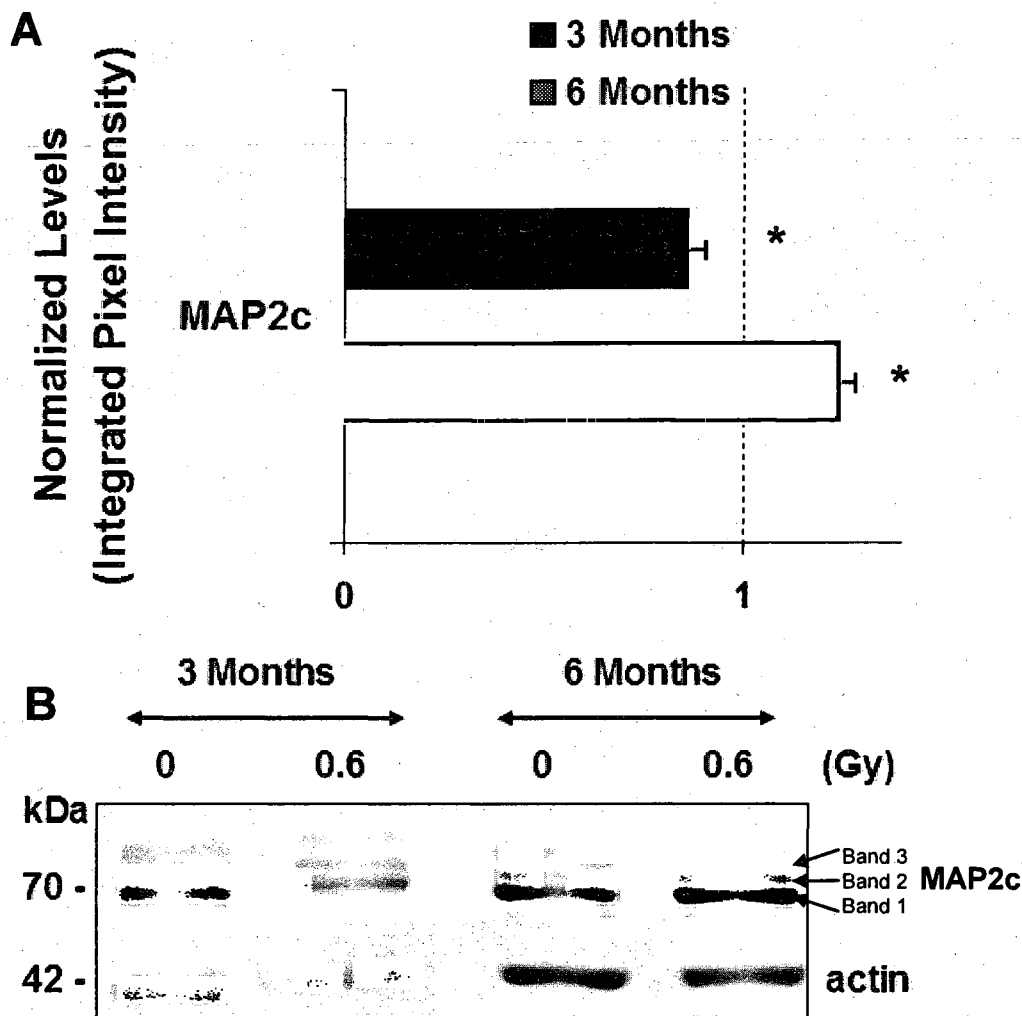 A
3 Months
6 Months
Normalized Levels
(Integrated Pixel Intensity)
MAP2c
*
*
0 1
B
3 Months 6 Months
0 0.6 0 0.6 (Gy)
kDa
Band 3
70 - Band 2 MAP2c
Band 1
42 - actin